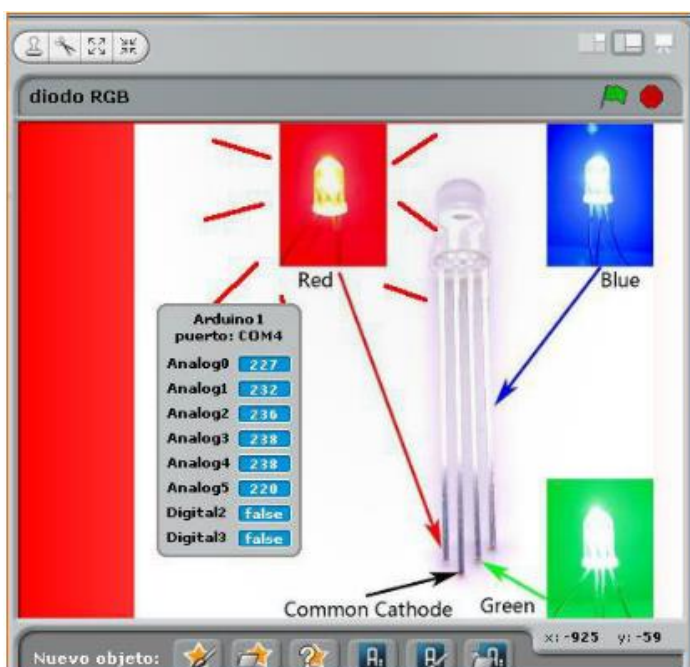 diodo RGB
Red
Blue
Arduino1
puerto: COM4
Analog0 227
Analog1 232
Analog2 236
Analog3 238
Analog4 238
Analog5 220
Digital2 false
Digital3 false
Common Cathode
Green
x: -925 y: -59
Nuevo objeto: